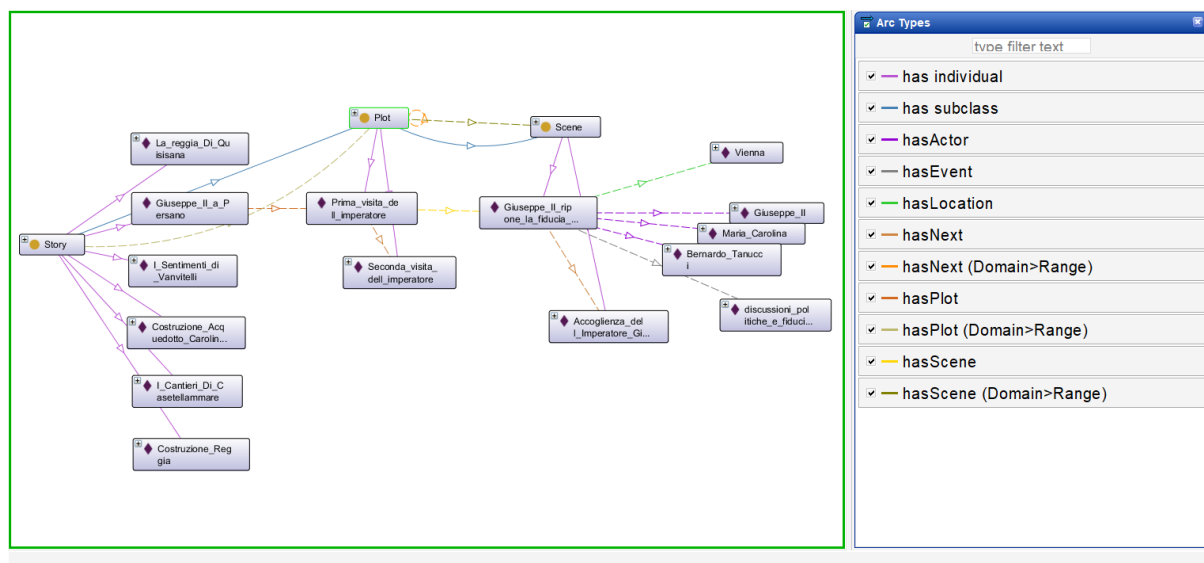 Plot
Scene
La_reggia_Di_Qu
isisana
Vienna
Giuseppe_II_a_P
ersano
Prima_visita_de
ll_imperatore
Giuseppe_II_rip
one_la_fiducia_...
Giuseppe_II
Maria_Carolina
Story
Bernardo_Tanucc
i
I_Sentimenti_di
_Vanvitelli
Seconda_visita_
dell_imperatore
Costruzione_Acq
uedotto_Carolin...
Accoglienza_del
l_Imperatore_Gi...
discussioni_pol
itiche_e_fiduci...
I_Cantieri_Di_C
asetellammare
Costruzione_Reg
gia
Arc Types
type filter text
has individual
has subclass
hasActor
hasEvent
hasLocation
hasNext
hasNext (Domain>Range)
hasPlot
hasPlot (Domain>Range)
hasScene
hasScene (Domain>Range)